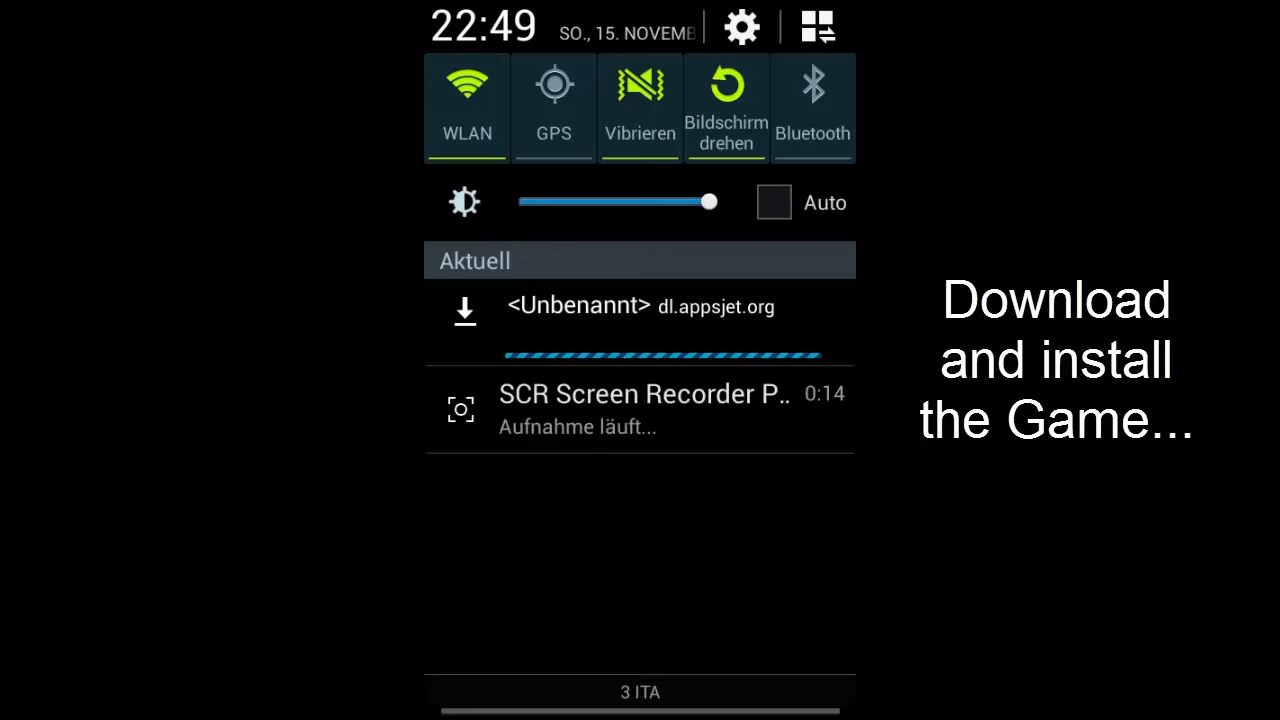 22:49 SO., 15. NOVEMB
WLAN GPS Vibrieren Bildschirm drehen Bluetooth
Auto
Aktuell
<Unbenannt> dl.appsjet.org
SCR Screen Recorder P.. 0:14
Aufnahme läuft...
3 ITA
Download
and install
the Game...